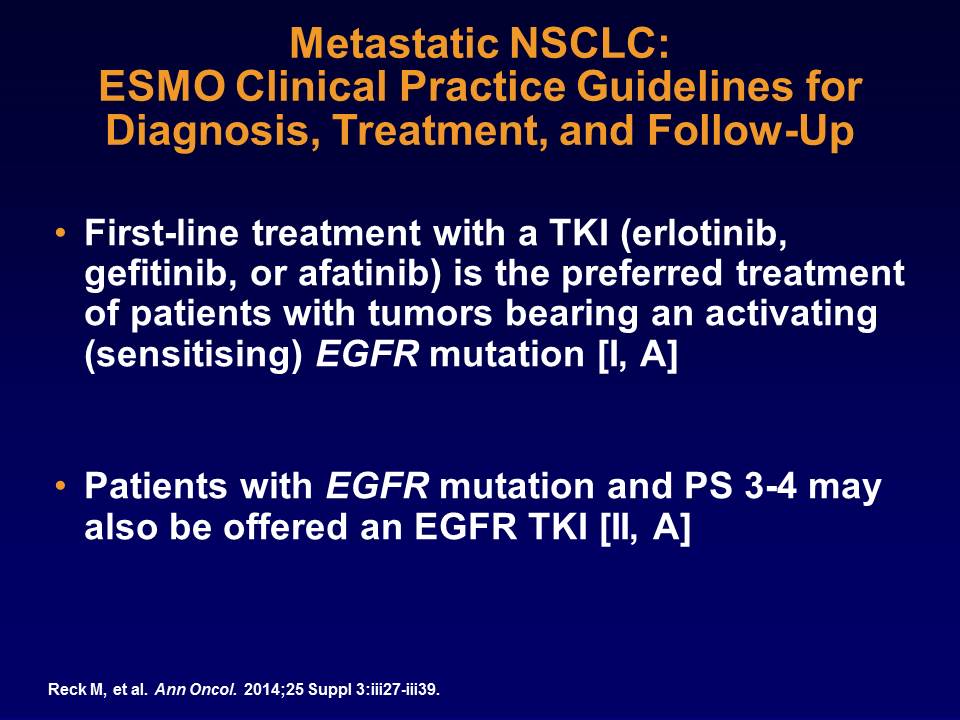 Metastatic NSCLC:
ESMO Clinical Practice Guidelines for
Diagnosis, Treatment, and Follow-Up
• First-line treatment with a TKI (erlotinib,
gefitinib, or afatinib) is the preferred treatment
of patients with tumors bearing an activating
(sensitising) EGFR mutation [I, A]
• Patients with EGFR mutation and PS 3-4 may
also be offered an EGFR TKI [II, A]
Reck M, et al. Ann Oncol. 2014;25 Suppl 3:iii27-iii39.